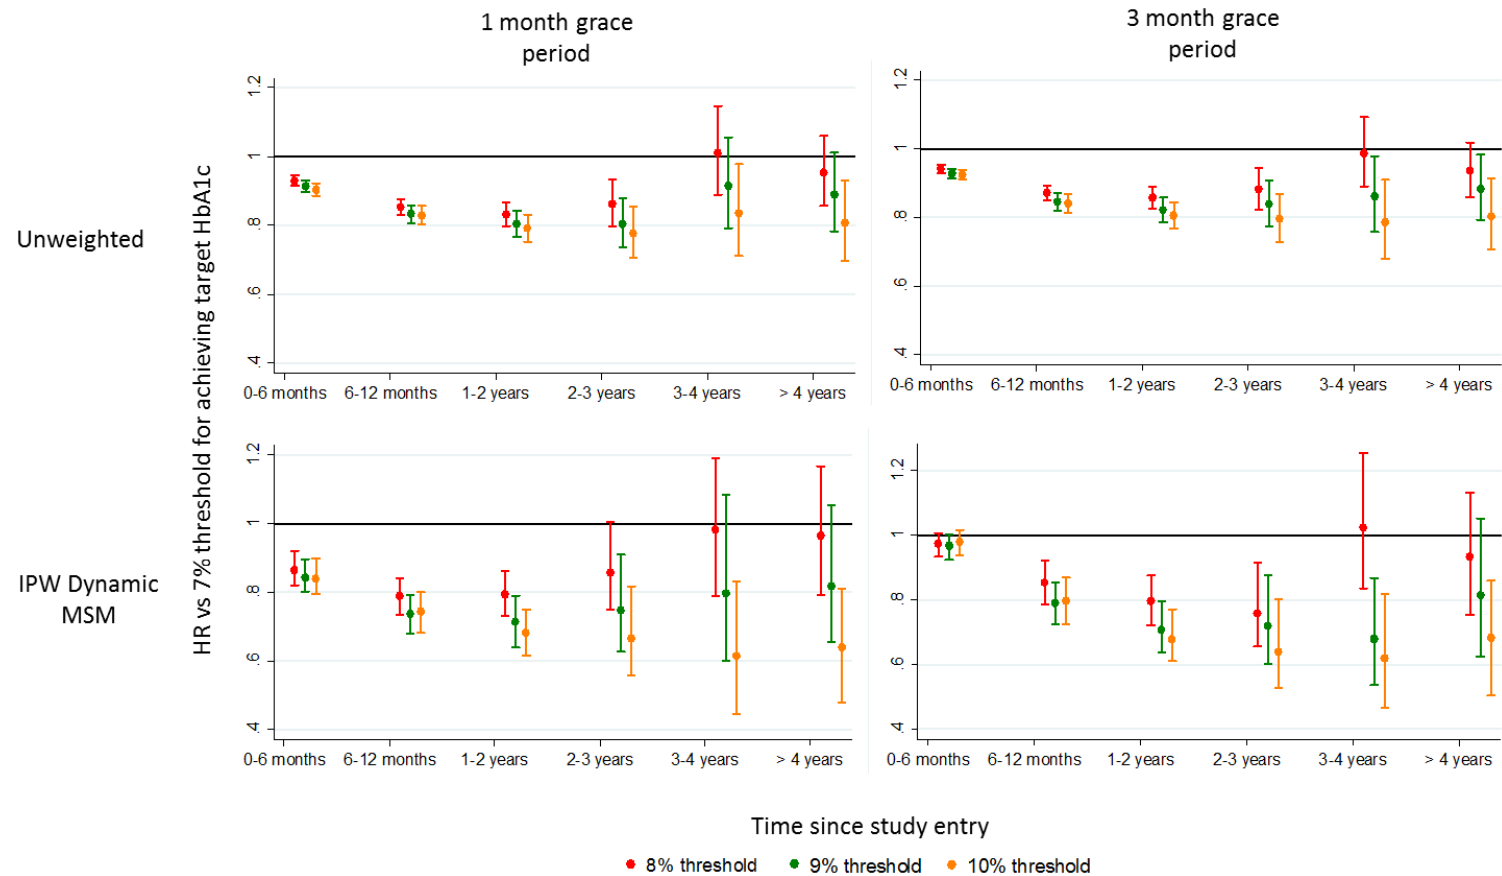 1 month grace
period
3 month grace
period
Unweighted
IPW Dynamic
MSM
HR vs 7% threshold for achieving target HbA1c
1.2
1
.8
.6
.4
0-6 months 6-12 months 1-2 years 2-3 years 3-4 years > 4 years
1.2
1
.8
.6
.4
0-6 months 6-12 months 1-2 years 2-3 years 3-4 years > 4 years
1.2
1
.8
.6
.4
0-6 months 6-12 months 1-2 years 2-3 years 3-4 years > 4 years
1.2
1
.8
.6
.4
0-6 months 6-12 months 1-2 years 2-3 years 3-4 years > 4 years
Time since study entry
8% threshold 9% threshold 10% threshold